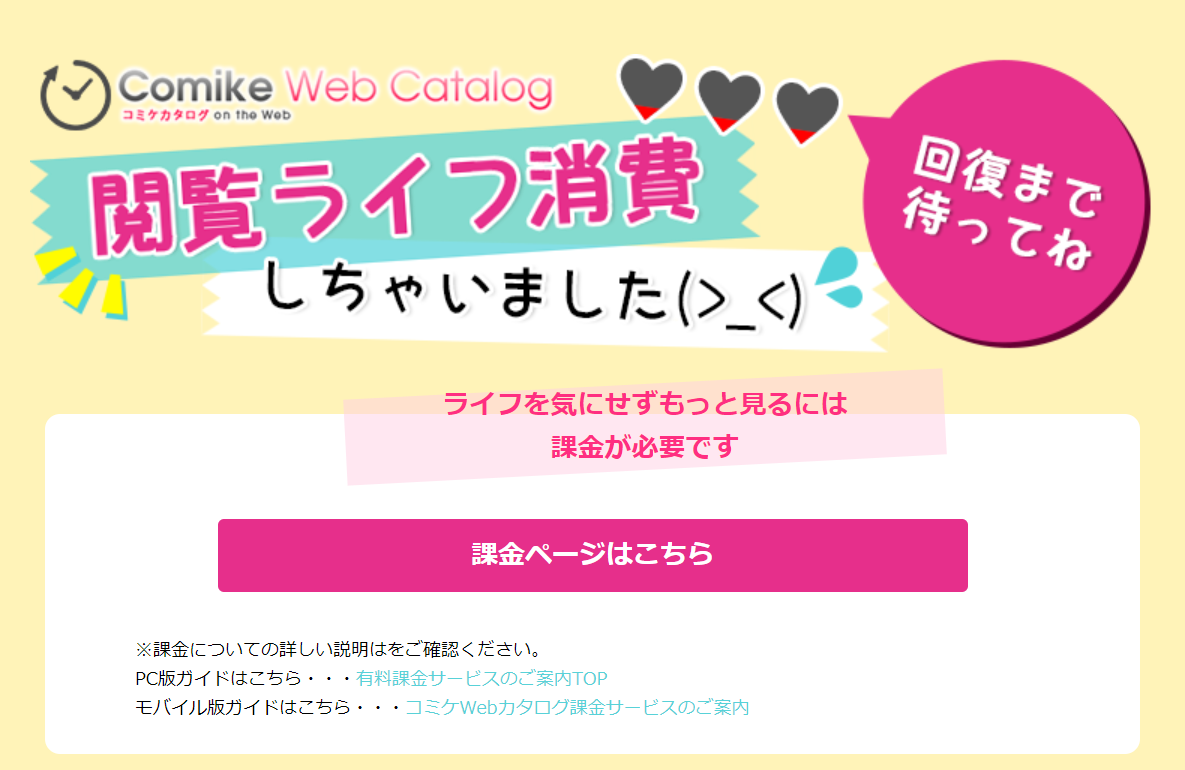 Comike Web Catalog
コミケカタログ on the Web
閲覧ライフ消費
しちゃいました(>_<)
回復まで
待ってね
ライフを気にせずもっと見るには
課金が必要です
課金ページはこちら
※課金についての詳しい説明はをご確認ください。
PC版ガイドはこちら・・・有料課金サービスのご案内TOP
モバイル版ガイドはこちら・・・コミケWebカタログ課金サービスのご案内